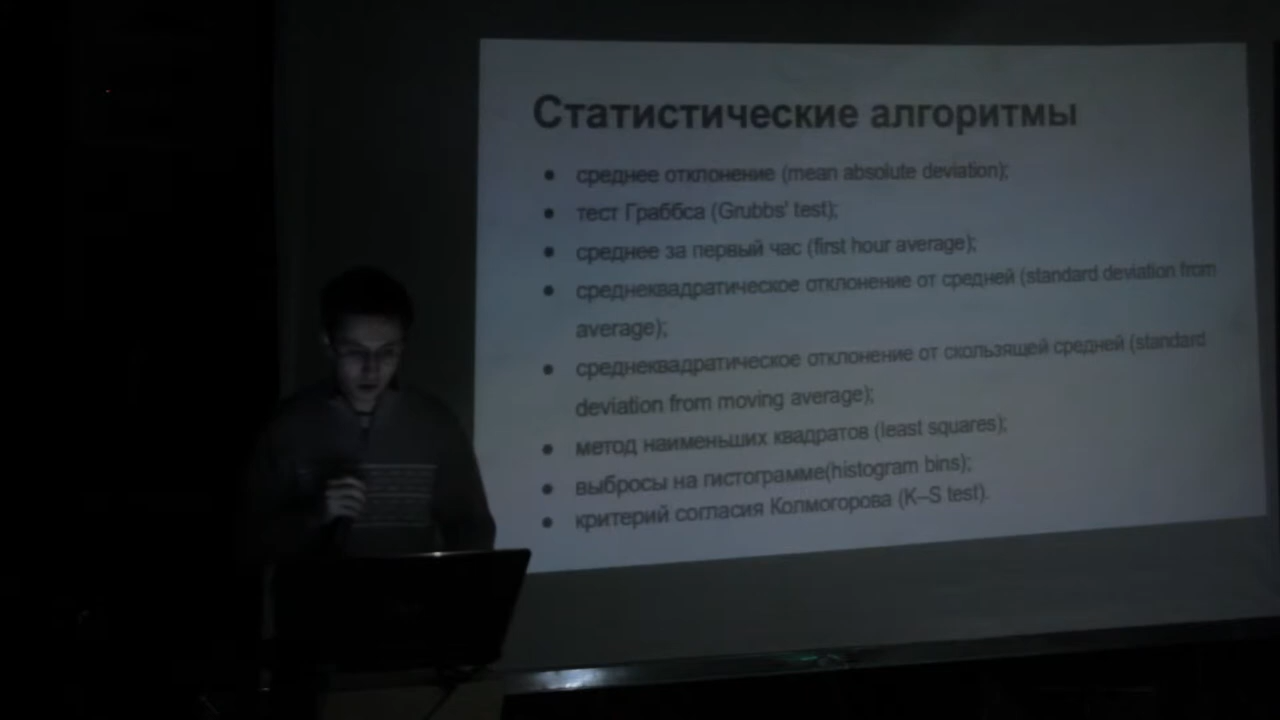 Статистические алгоритмы
среднее отклонение (mean absolute deviation);
тест Граббса (Grubbs' test);
среднее за первый час (first hour average);
среднеквадратическое отклонение от средней (standard deviation from
average);
среднеквадратическое отклонение от скользящей средней (standard
deviation from moving average);
метод наименьших квадратов (least squares);
выбросы на гистограмме(histogram bins);
критерий согласия Колмогорова (K–S test).